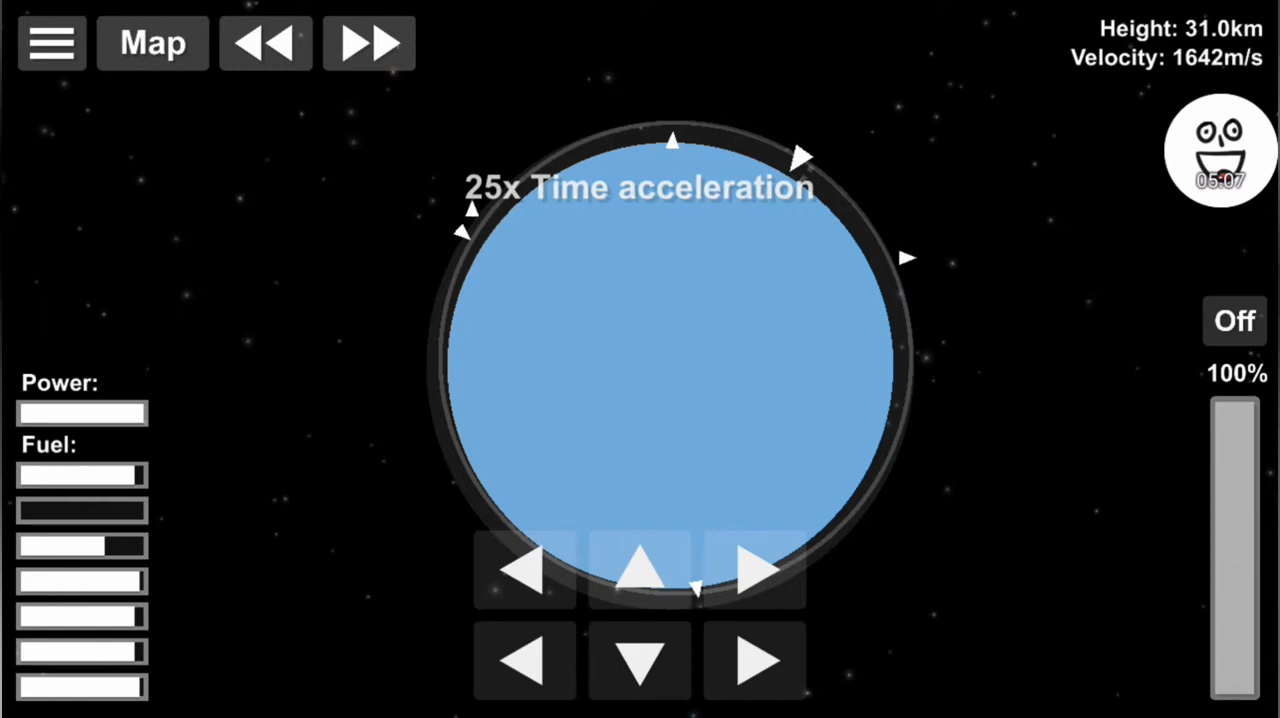 Map
Height: 31.0km
Velocity: 1642m/s
05:07
25x Time acceleration
Off
100%
Power:
Fuel: